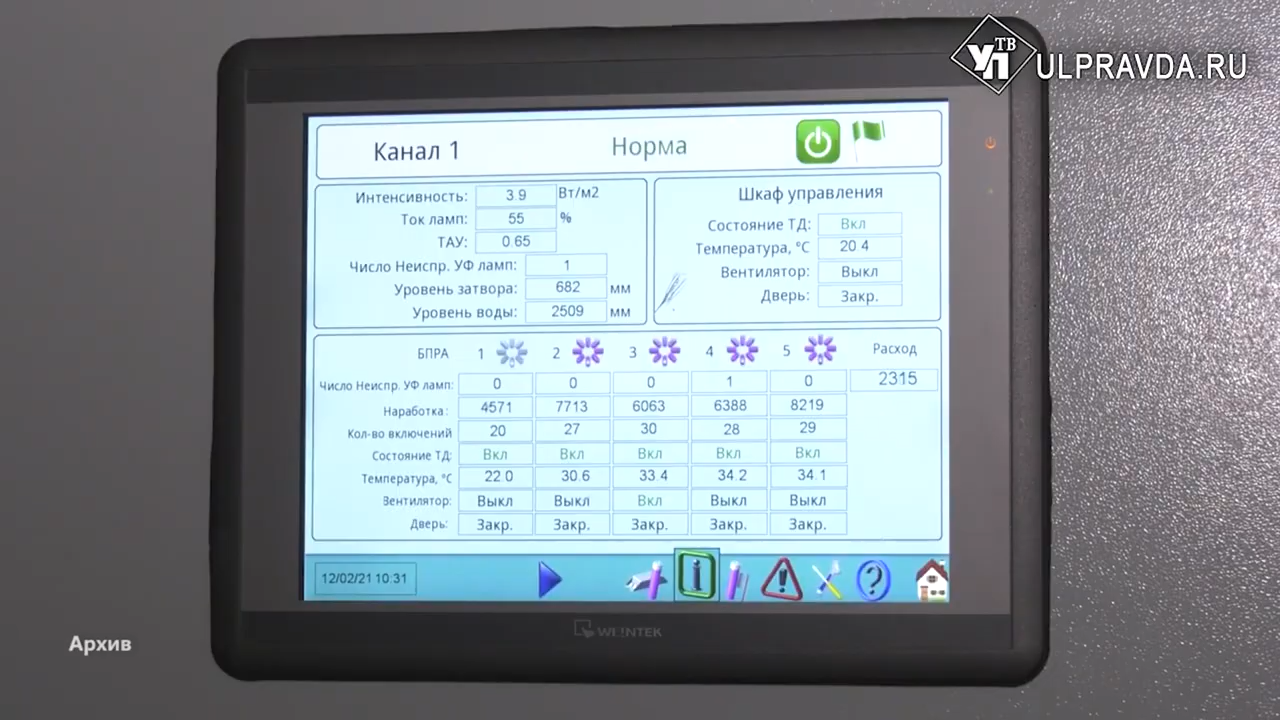 ТВ
УП
ULPRAVDA.RU
Канал 1
Норма
Интенсивность: 3.9 Вт/м2
Ток ламп: 55 %
ТАУ: 0.65
Число Неиспр. УФ ламп: 1
Уровень затвора: 682 мм
Уровень воды: 2509 мм
Шкаф управления
Состояние ТД: Вкл
Температура, °С 20 4
Вентилятор: Выкл
Дверь: Закр.
БПРА 1 2 3 4 5 Расход
Число Неиспр. УФ ламп: 0 0 0 1 0 2315
Наработка: 4571 7713 6063 6388 8219
Кол-во включений 20 27 30 28 29
Состояние ТД: Вкл Вкл Вкл Вкл Вкл
Температура, °С 22.0 30.6 33.4 34.2 34.1
Вентилятор: Выкл Выкл Вкл Выкл Выкл
Дверь: Закр. Закр. Закр. Закр. Закр.
12/02/21 10:31
WEINTEK
Архив